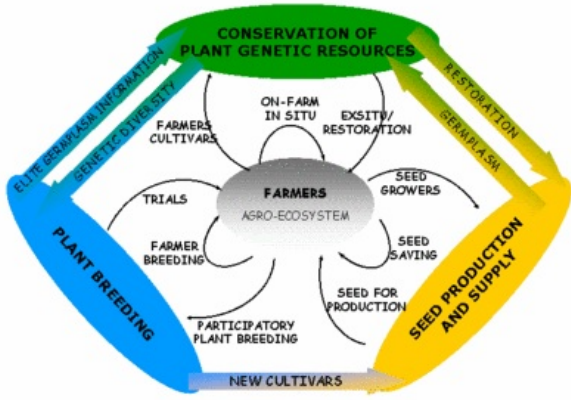 CONSERVATION OF
PLANT GENETIC RESOURCES
ELITE GERMPLASM INFORMATION
GENETIC DIVERSITY
RESTORATION
GERMPLASM
FARMERS
CULTIVARS
ON-FARM
IN SITU
EXSITU/
RESTORATION
FARMERS
AGRO-ECOSYSTEM
TRIALS
SEED
GROWERS
FARMER
BREEDING
SEED
SAVING
PARTICIPATORY
PLANT BREEDING
SEED FOR
PRODUCTION
PLANT BREEDING
SEED PRODUCTION
AND SUPPLY
NEW CULTIVARS